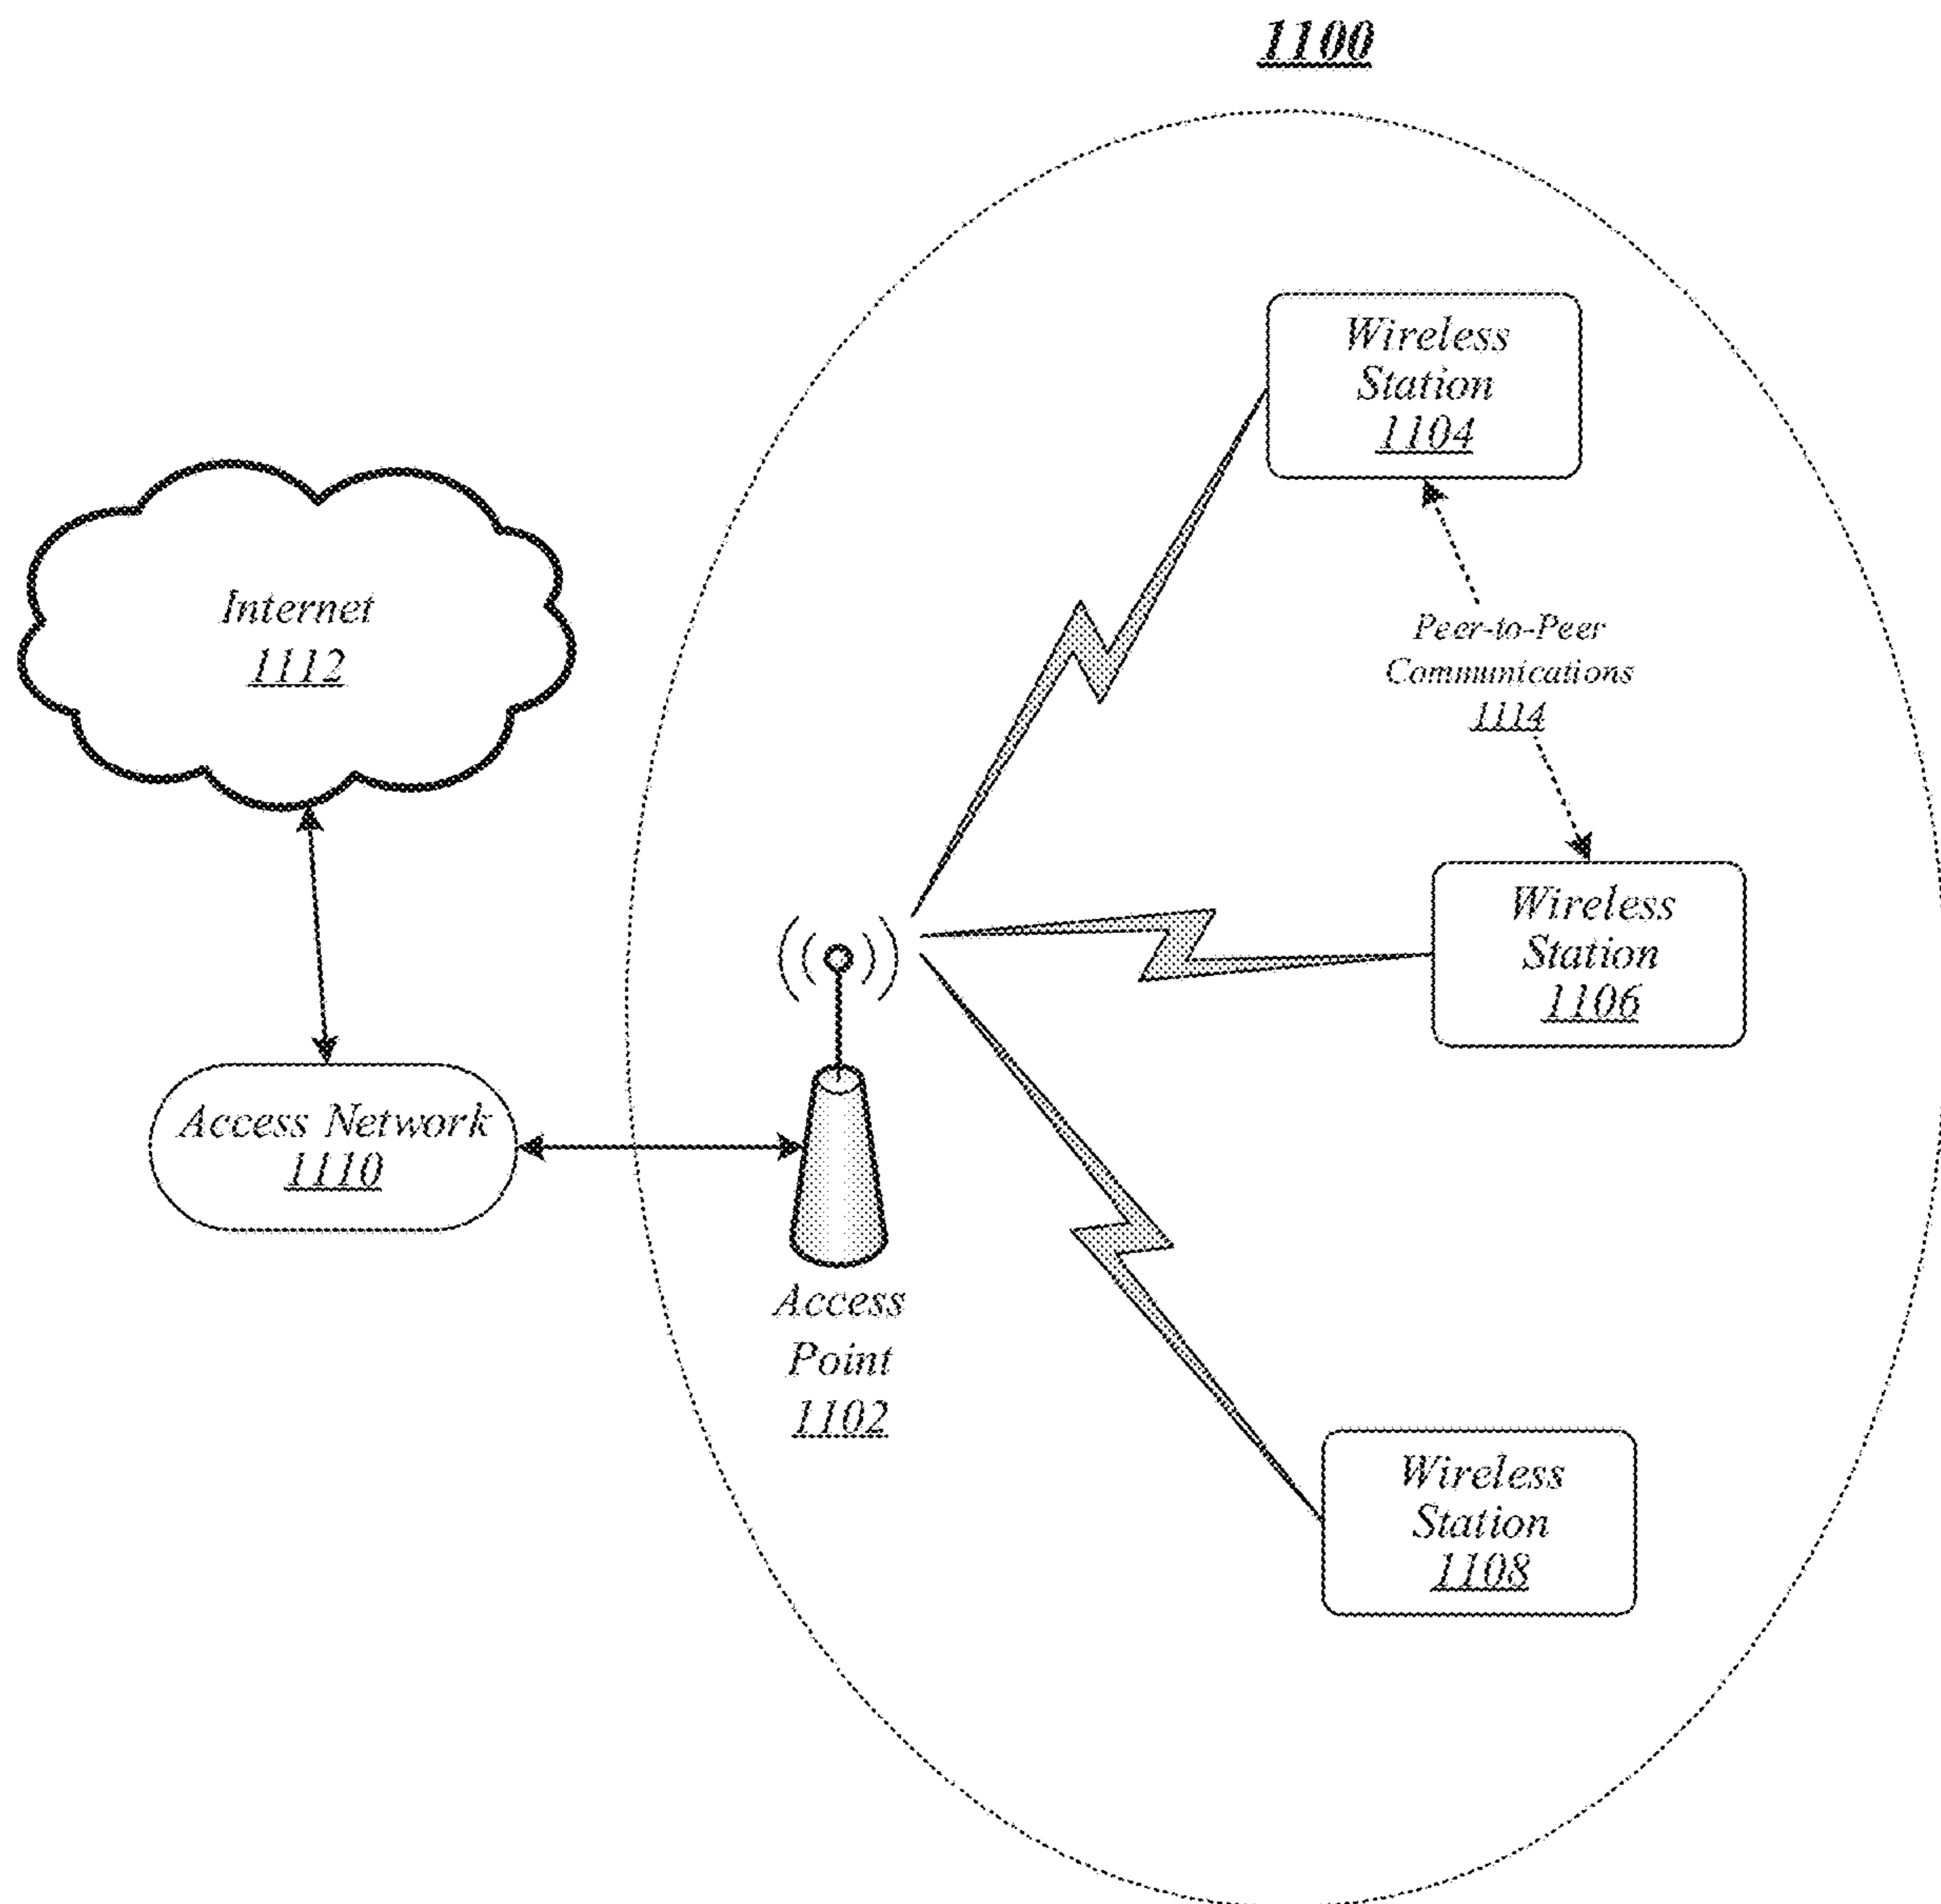 1100
Wireless
Station
1104
Internet
1112
Peer-to-Peer
Communications
1114
Wireless
Station
1106
Access Network
1110
Access
Point
1102
Wireless
Station
1108